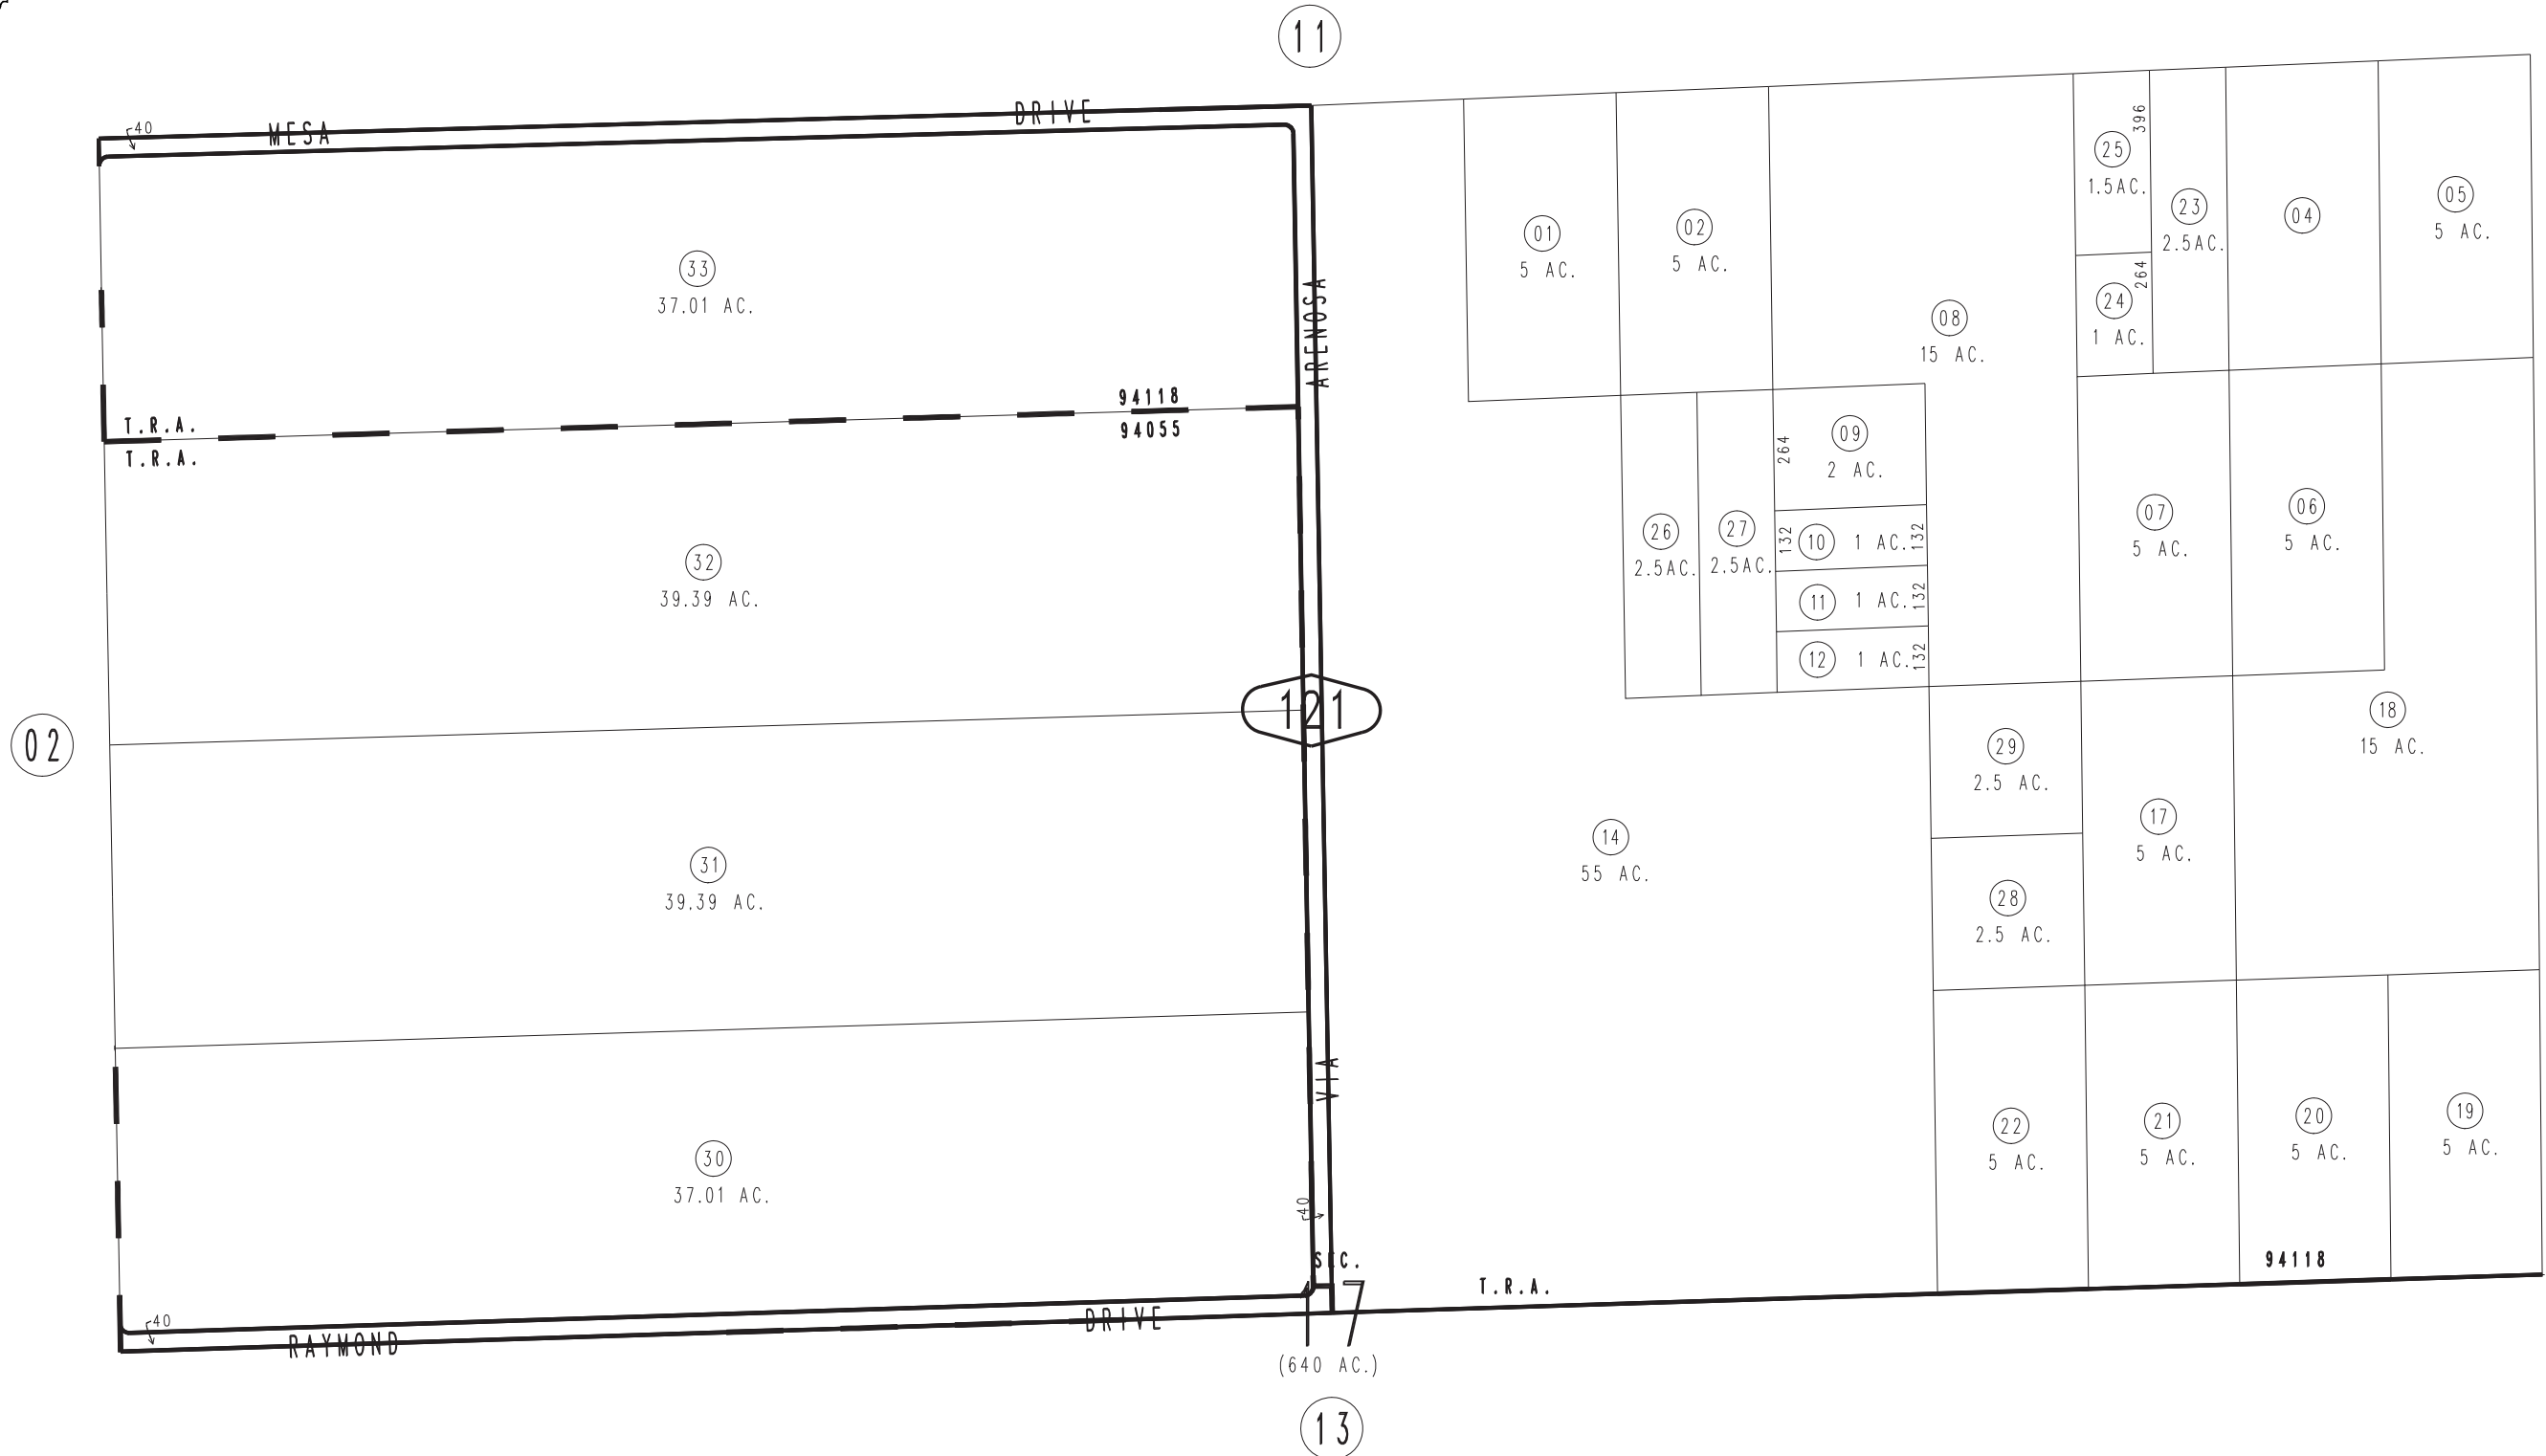 11
MESA DRIVE
40
33
37.01 AC.
T.R.A. 94118
T.R.A. 94055
32
39.39 AC.
02
31
39.39 AC.
30
37.01 AC.
40
RAYMOND DRIVE
ARENOSA
121
VIA
40
SEC.
7
(640 AC.)
13
01
5 AC.
02
5 AC.
08
15 AC.
25
1.5AC.
396
24
1 AC.
264
23
2.5AC.
04
05
5 AC.
26
2.5AC.
27
2.5AC.
264
09
2 AC.
132
10 1 AC. 132
11 1 AC. 132
12 1 AC. 132
07
5 AC.
06
5 AC.
18
15 AC.
29
2.5 AC.
28
2.5 AC.
17
5 AC.
14
55 AC.
22
5 AC.
21
5 AC.
20
5 AC.
19
5 AC.
T.R.A. 94118